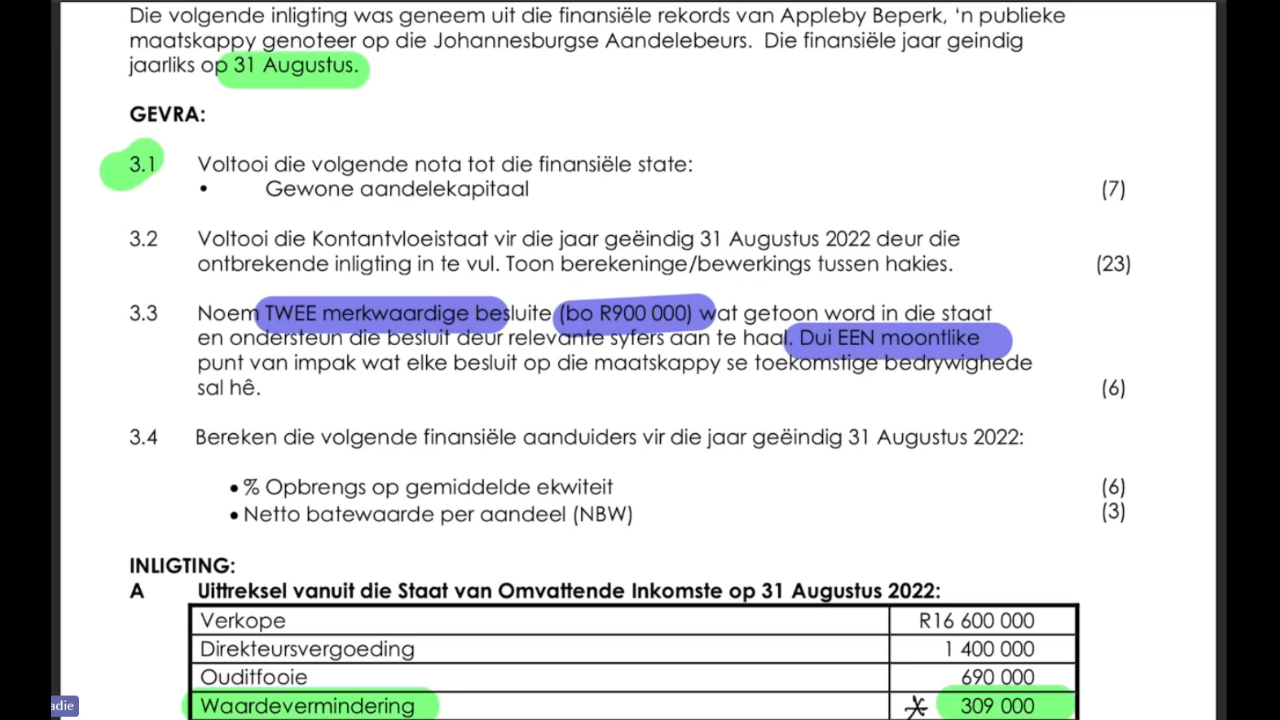 Die volgende inligting was geneem uit die finansiële rekords van Appleby Beperk, ‘n publieke
maatskappy genoteer op die Johannesburgse Aandelebeurs. Die finansiële jaar geindig
jaarliks op 31 Augustus.
GEVRA:
3.1 Voltooi die volgende nota tot die finansiële state:
• Gewone aandelekapitaal (7)
3.2 Voltooi die Kontantvloeistaat vir die jaar geëindig 31 Augustus 2022 deur die
ontbrekende inligting in te vul. Toon berekeninge/bewerkings tussen hakies. (23)
3.3 Noem TWEE merkwaardige besluite (bo R900 000) wat getoon word in die staat
en ondersteun die besluit deur relevante syfers aan te haal. Dui EEN moontlike
punt van impak wat elke besluit op die maatskappy se toekomstige bedrywighede
sal hê. (6)
3.4 Bereken die volgende finansiële aanduiders vir die jaar geëindig 31 Augustus 2022:
• % Opbrengs op gemiddelde ekwiteit (6)
• Netto batewaarde per aandeel (NBW) (3)
INLIGTING:
A Uittreksel vanuit die Staat van Omvattende Inkomste op 31 Augustus 2022:
Verkope R16 600 000
Direkteursvergoeding 1 400 000
Ouditfooie 690 000
Waardevermindering 309 000
adie